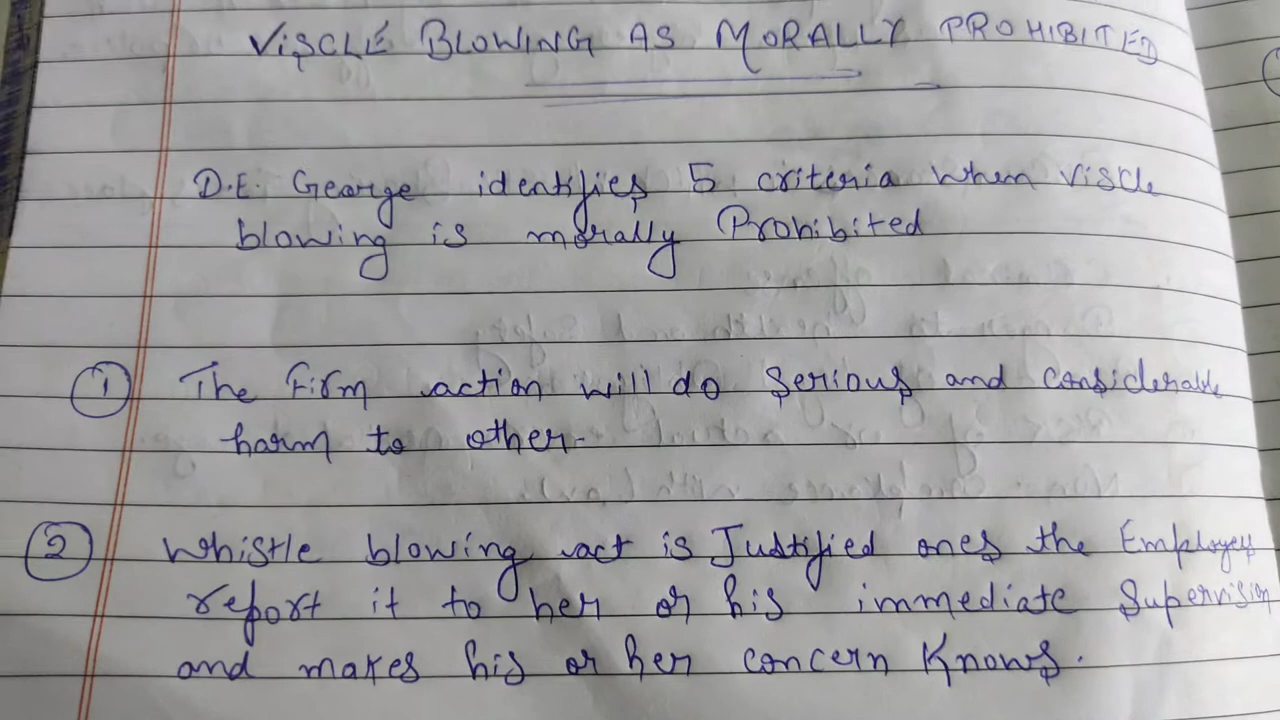 ViSCLE BLOWING AS MORALLY PROHIBITED
D.E. George identifies 5 criteria when viscle
blowing is morally Prohibited
① The Firm action will do serious and considerable
harm to other-
② Whistle blowing act is Justified ones the Employey
report it to her or his immediate Supervision
and makes his or her concern Knows.